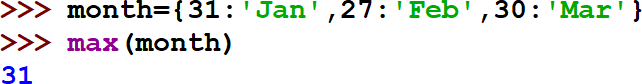 >>> month={31:'Jan',27:'Feb',30:'Mar'}
>>> max(month)
31